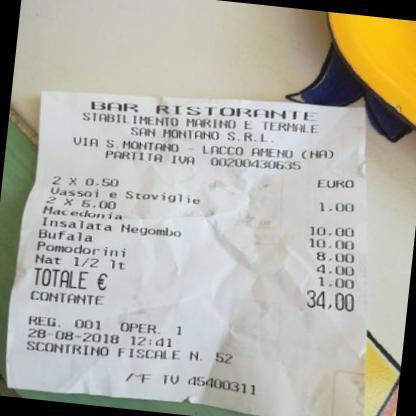 BAR RISTORANTE
STABILIMENTO MARINO E TERMALE
SAN MONTANO S.R.L.
VIA S.MONTANO - LACCO AMENO (NA)
PARTITA IVA 00200430635
EURO
2 X 0.50
Vassoi e Stoviglie 1.00
2 X 5.00
Macedonia 10.00
Insalata Negombo 10.00
Bufala 8.00
Pomodorini 4.00
Nat 1/2 lt 1.00
TOTALE € 34,00
CONTANTE
REG. 001 OPER. 1
28-08-2018 12:41
SCONTRINO FISCALE N. 52
MF TV 45400311